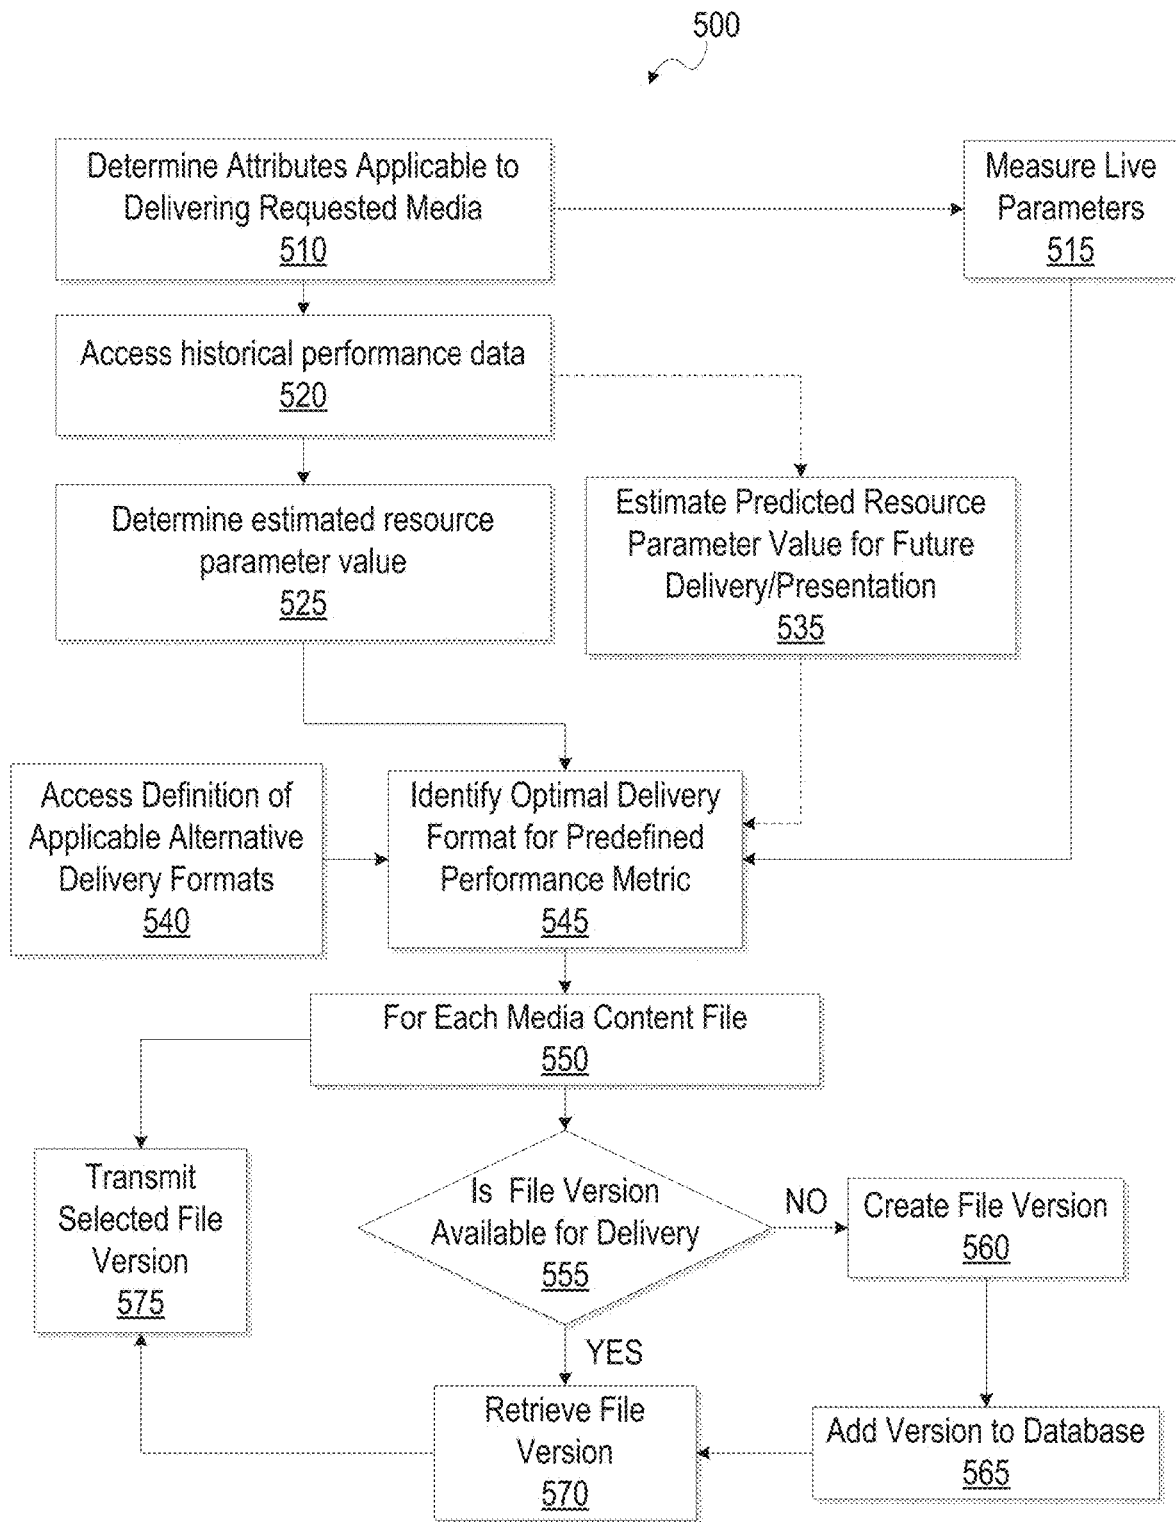 500
Determine Attributes Applicable to
Delivering Requested Media
510
Measure Live
Parameters
515
Access historical performance data
520
Determine estimated resource
parameter value
525
Estimate Predicted Resource
Parameter Value for Future
Delivery/Presentation
535
Access Definition of
Applicable Alternative
Delivery Formats
540
Identify Optimal Delivery
Format for Predefined
Performance Metric
545
For Each Media Content File
550
Transmit
Selected File
Version
575
Is File Version
Available for Delivery
555
NO
Create File Version
560
YES
Retrieve File
Version
570
Add Version to Database
565